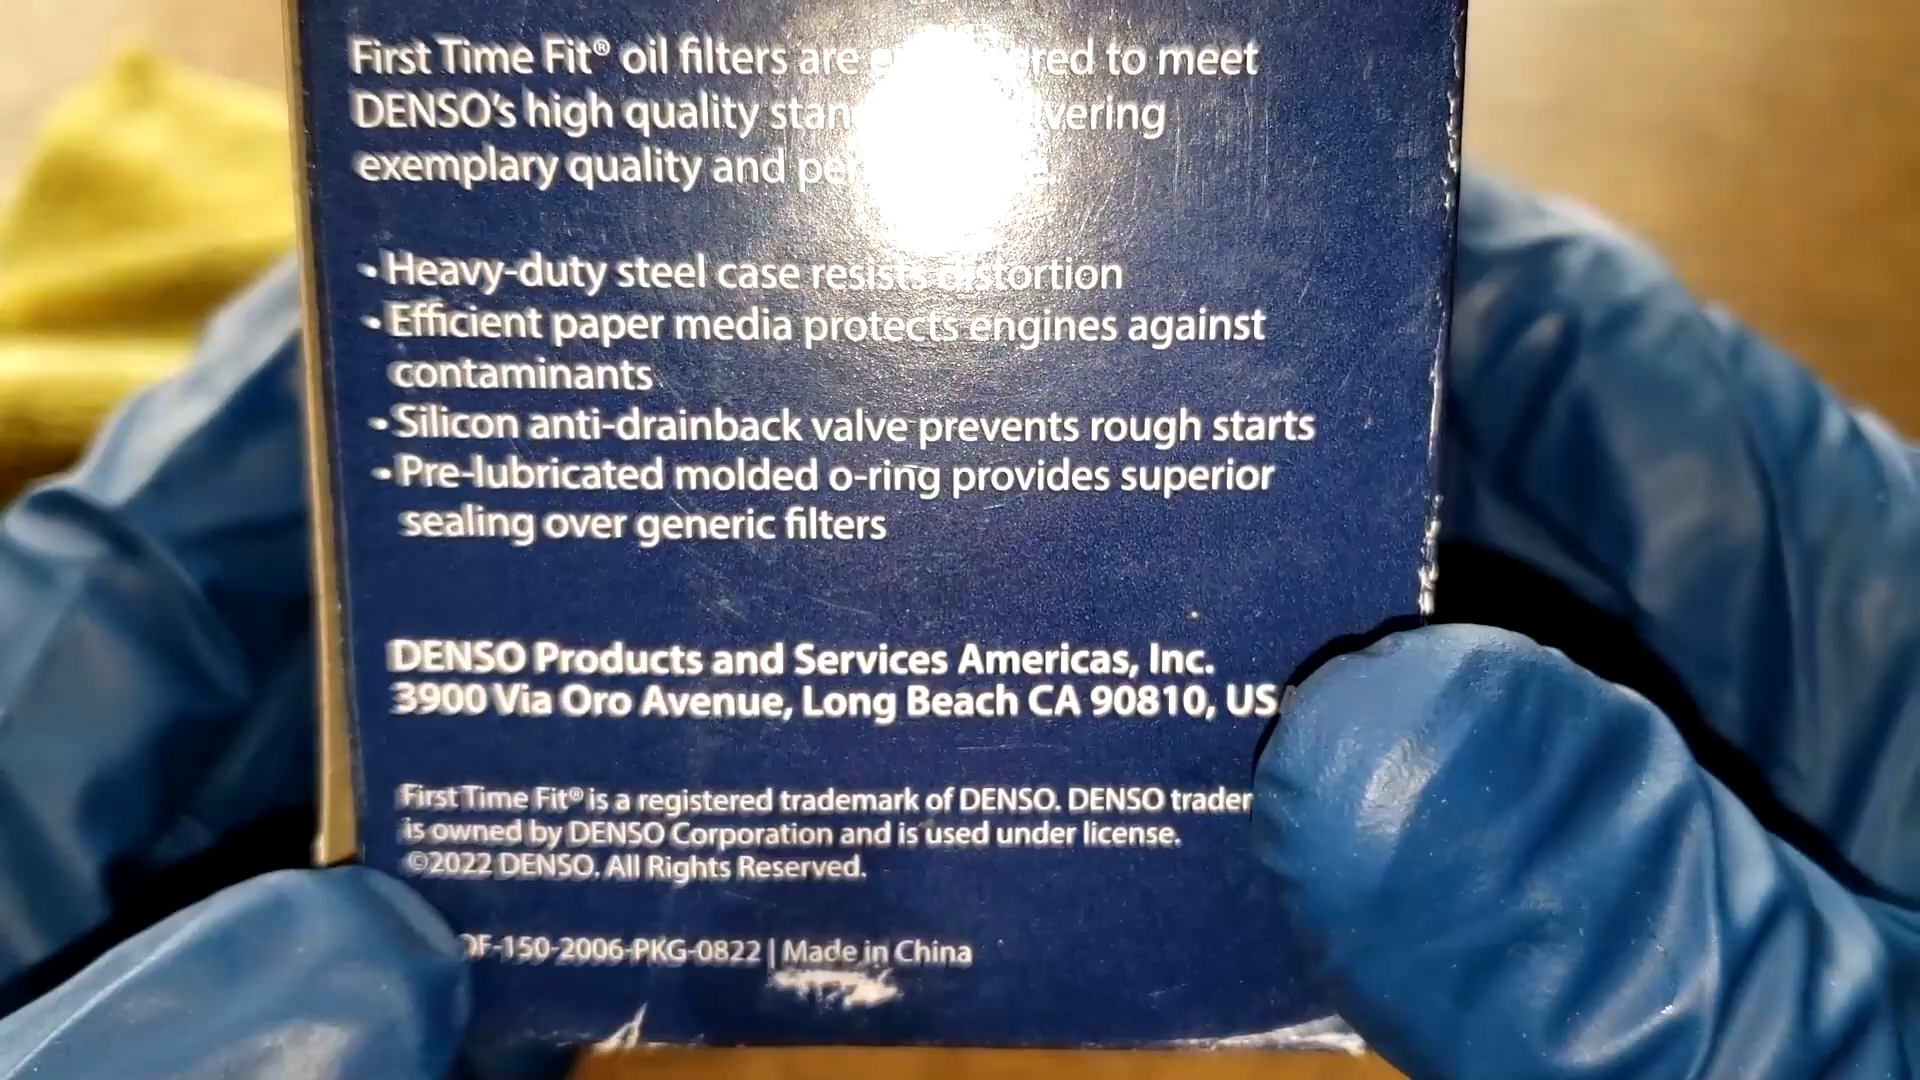 First Time Fit® oil filters are to meet
DENSO's high quality
exemplary quality and
• Heavy-duty steel case resists distortion
• Efficient paper media protects engines against
contaminants
• Silicon anti-drainback valve prevents rough starts
• Pre-lubricated molded o-ring provides superior
sealing over generic filters
DENSO Products and Services Americas, Inc.
3900 Via Oro Avenue, Long Beach CA 90810, USA
First Time Fit® is a registered trademark of DENSO. DENSO
is owned by DENSO Corporation and is used under license.
©2022 DENSO. All Rights Reserved.
OF-150-2006-PKG-0822 | Made in China